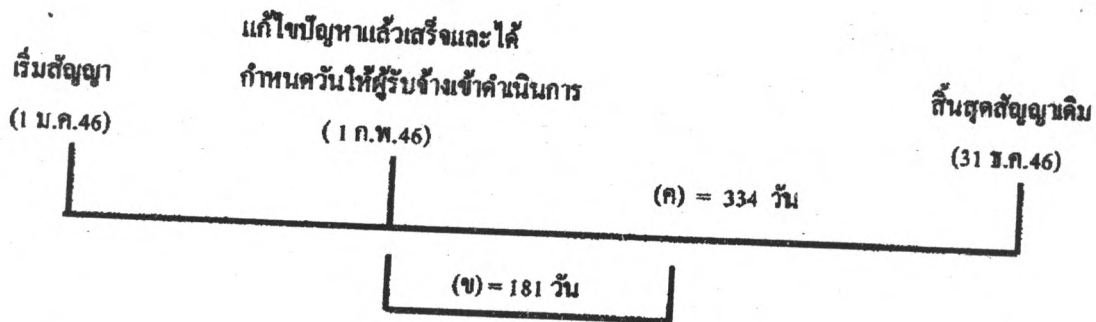 แก้ไขปัญหาแล้วเสร็จและได้
กำหนดวันให้ผู้รับจ้างเข้าดำเนินการ
(1 ก.พ.46)
เริ่มสัญญา
(1 ม.ค.46)
สิ้นสุดสัญญาเดิม
(31 ธ.ค.46)
(ค) = 334 วัน
(ข) = 181 วัน